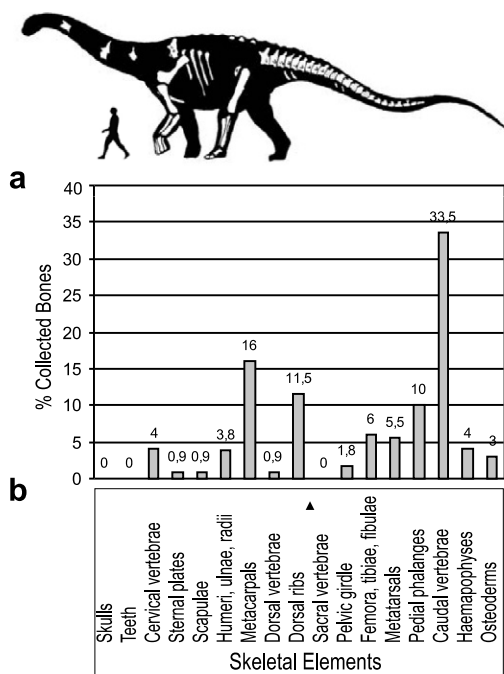 a
40
35
30
25
20
15
10
5
0
% Collected Bones
0
0
4
0,9
0,9
3,8
16
0,9
11,5
0
1,8
6
5,5
10
33,5
4
3
b
Skulls
Teeth
Cervical vertebrae
Sternal plates
Scapulae
Humeri, ulnae, radii
Metacarpals
Dorsal vertebrae
Dorsal ribs
Sacral vertebrae
Pelvic girdle
Femora, tibiae, fibulae
Metatarsals
Pedial phalanges
Caudal vertebrae
Haemapophyses
Osteoderms
Skeletal Elements